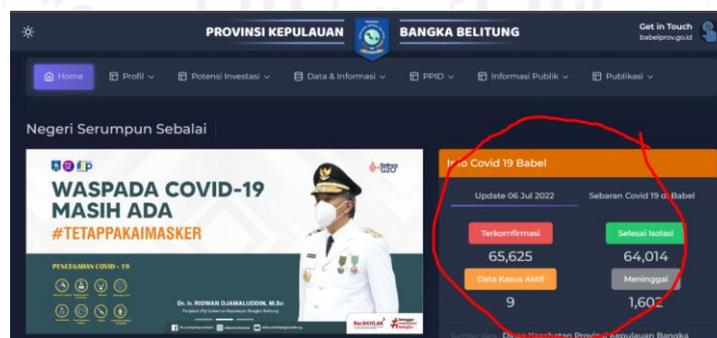 PROVINSI KEPULAUAN BANGKA BELITUNG
Get in Touch
babelprov.go.id
Home Profil Potensi Investasi Data & Informasi PPID Informasi Publik Publikasi
Negeri Serumpun Sebalai
WASPADA COVID-19
MASIH ADA
#TETAPPAKAIMASKER
PENCEGAHAN COVID - 19
Dr. Ir. RIDWAN DJAMALUDDIN, M.Sc
BerAKHLAK
Info Covid 19 Babel
Update 06 Jul 2022 Sebaran Covid 19 di Babel
Terkomfirmasi Selesai Isolasi
65,625 64,014
Data Kasus Aktif Meninggal
9 1,602
Dinas Kesehatan Provinsi Kepulauan Bangka